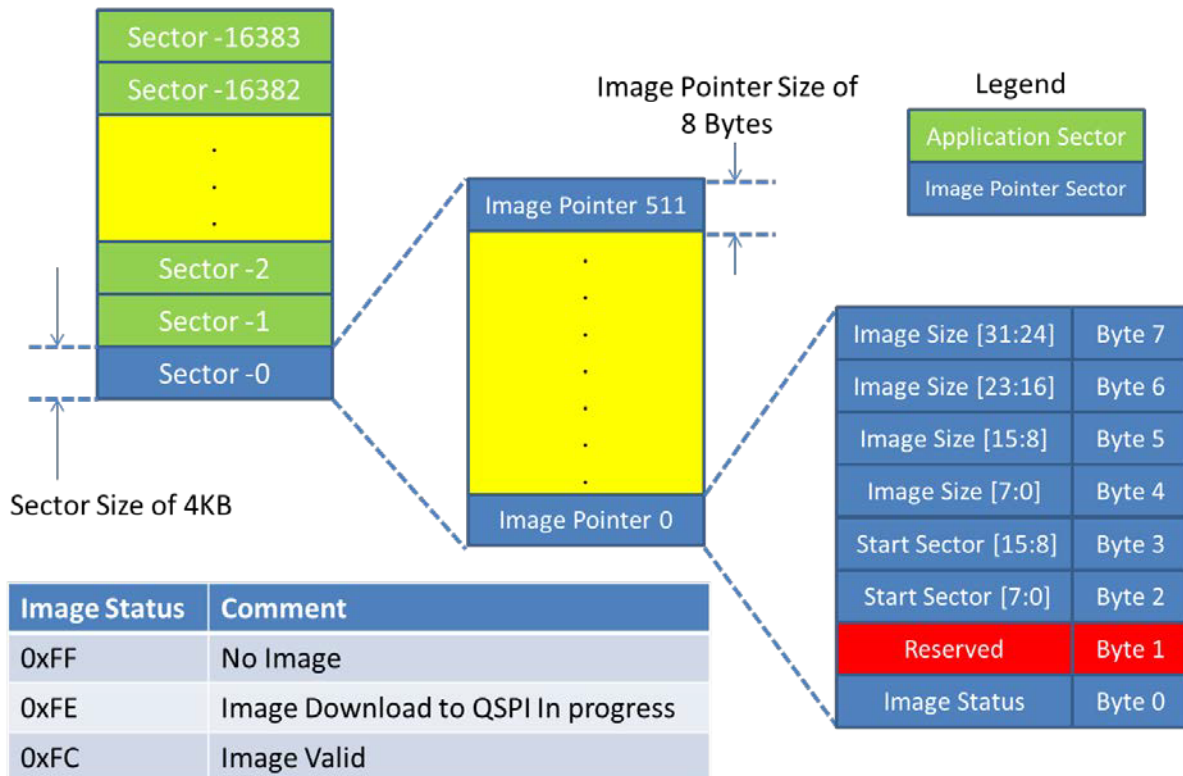 Sector -16383
Sector -16382
.
.
.
Sector -2
Sector -1
Sector -0
Sector Size of 4KB
Image Pointer Size of
8 Bytes
Image Pointer 511
.
.
.
.
.
.
.
Image Pointer 0
Legend
Application Sector
Image Pointer Sector
Image Size [31:24] Byte 7
Image Size [23:16] Byte 6
Image Size [15:8] Byte 5
Image Size [7:0] Byte 4
Start Sector [15:8] Byte 3
Start Sector [7:0] Byte 2
Reserved Byte 1
Image Status Byte 0
Image Status Comment
0xFF No Image
0xFE Image Download to QSPI In progress
0xFC Image Valid